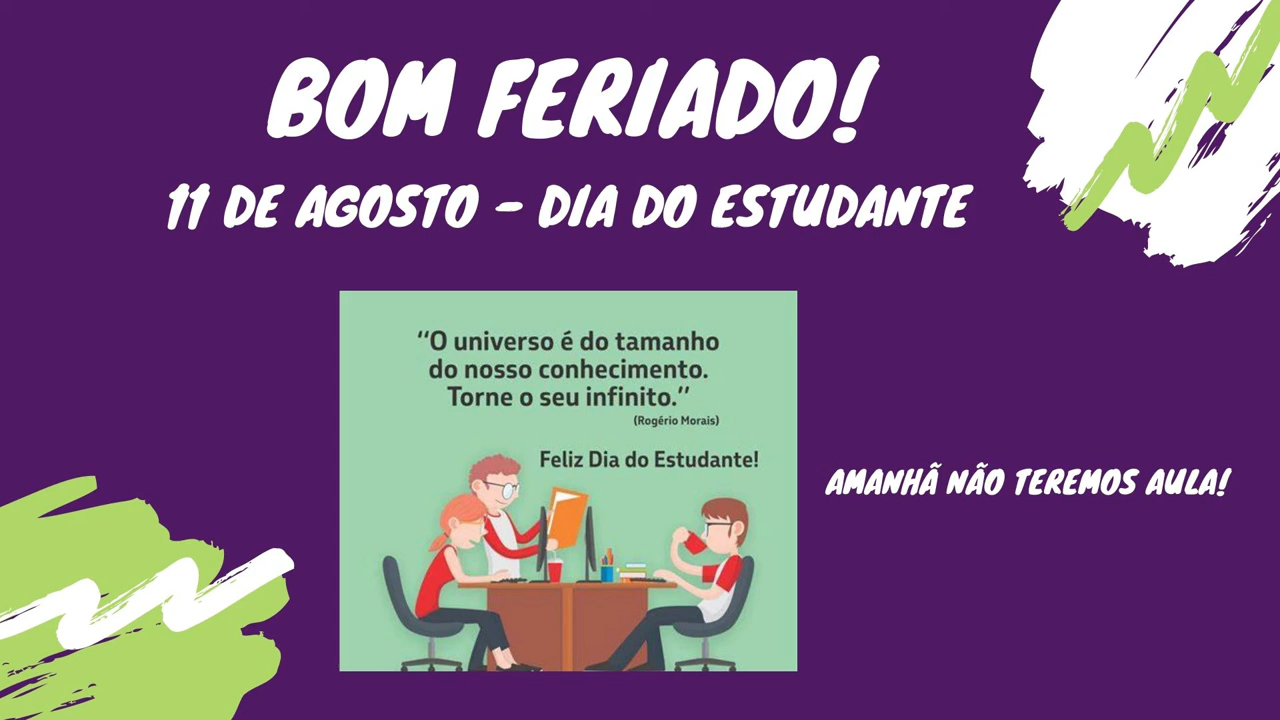 BOM FERIADO!
11 DE AGOSTO - DIA DO ESTUDANTE
“O universo é do tamanho
do nosso conhecimento.
Torne o seu infinito.”
(Rogério Morais)
Feliz Dia do Estudante!
AMANHÃ NÃO TEREMOS AULA!